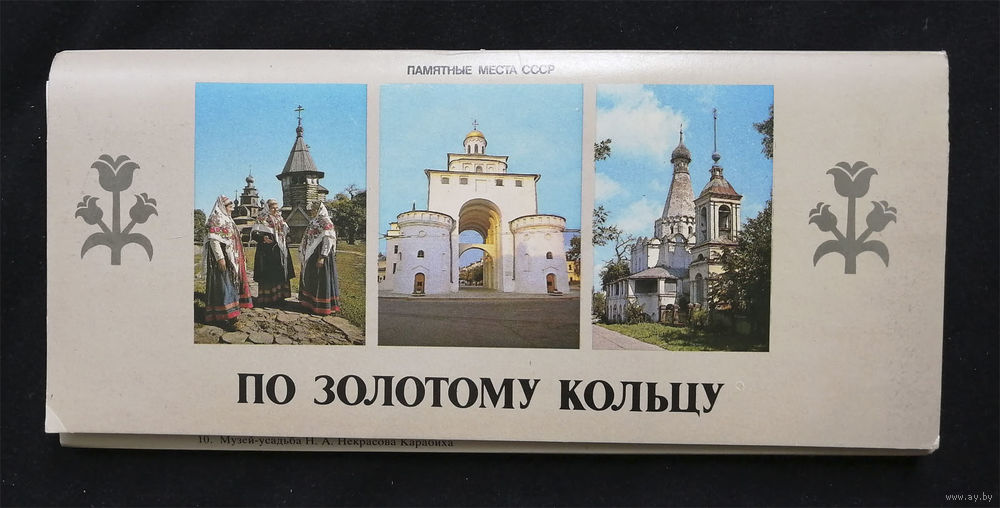 ПАМЯТНЫЕ МЕСТА СССР
ПО ЗОЛОТОМУ КОЛЬЦУ
10. Музей-усадьба Н. А. Некрасова Карабиха
www.ay.by